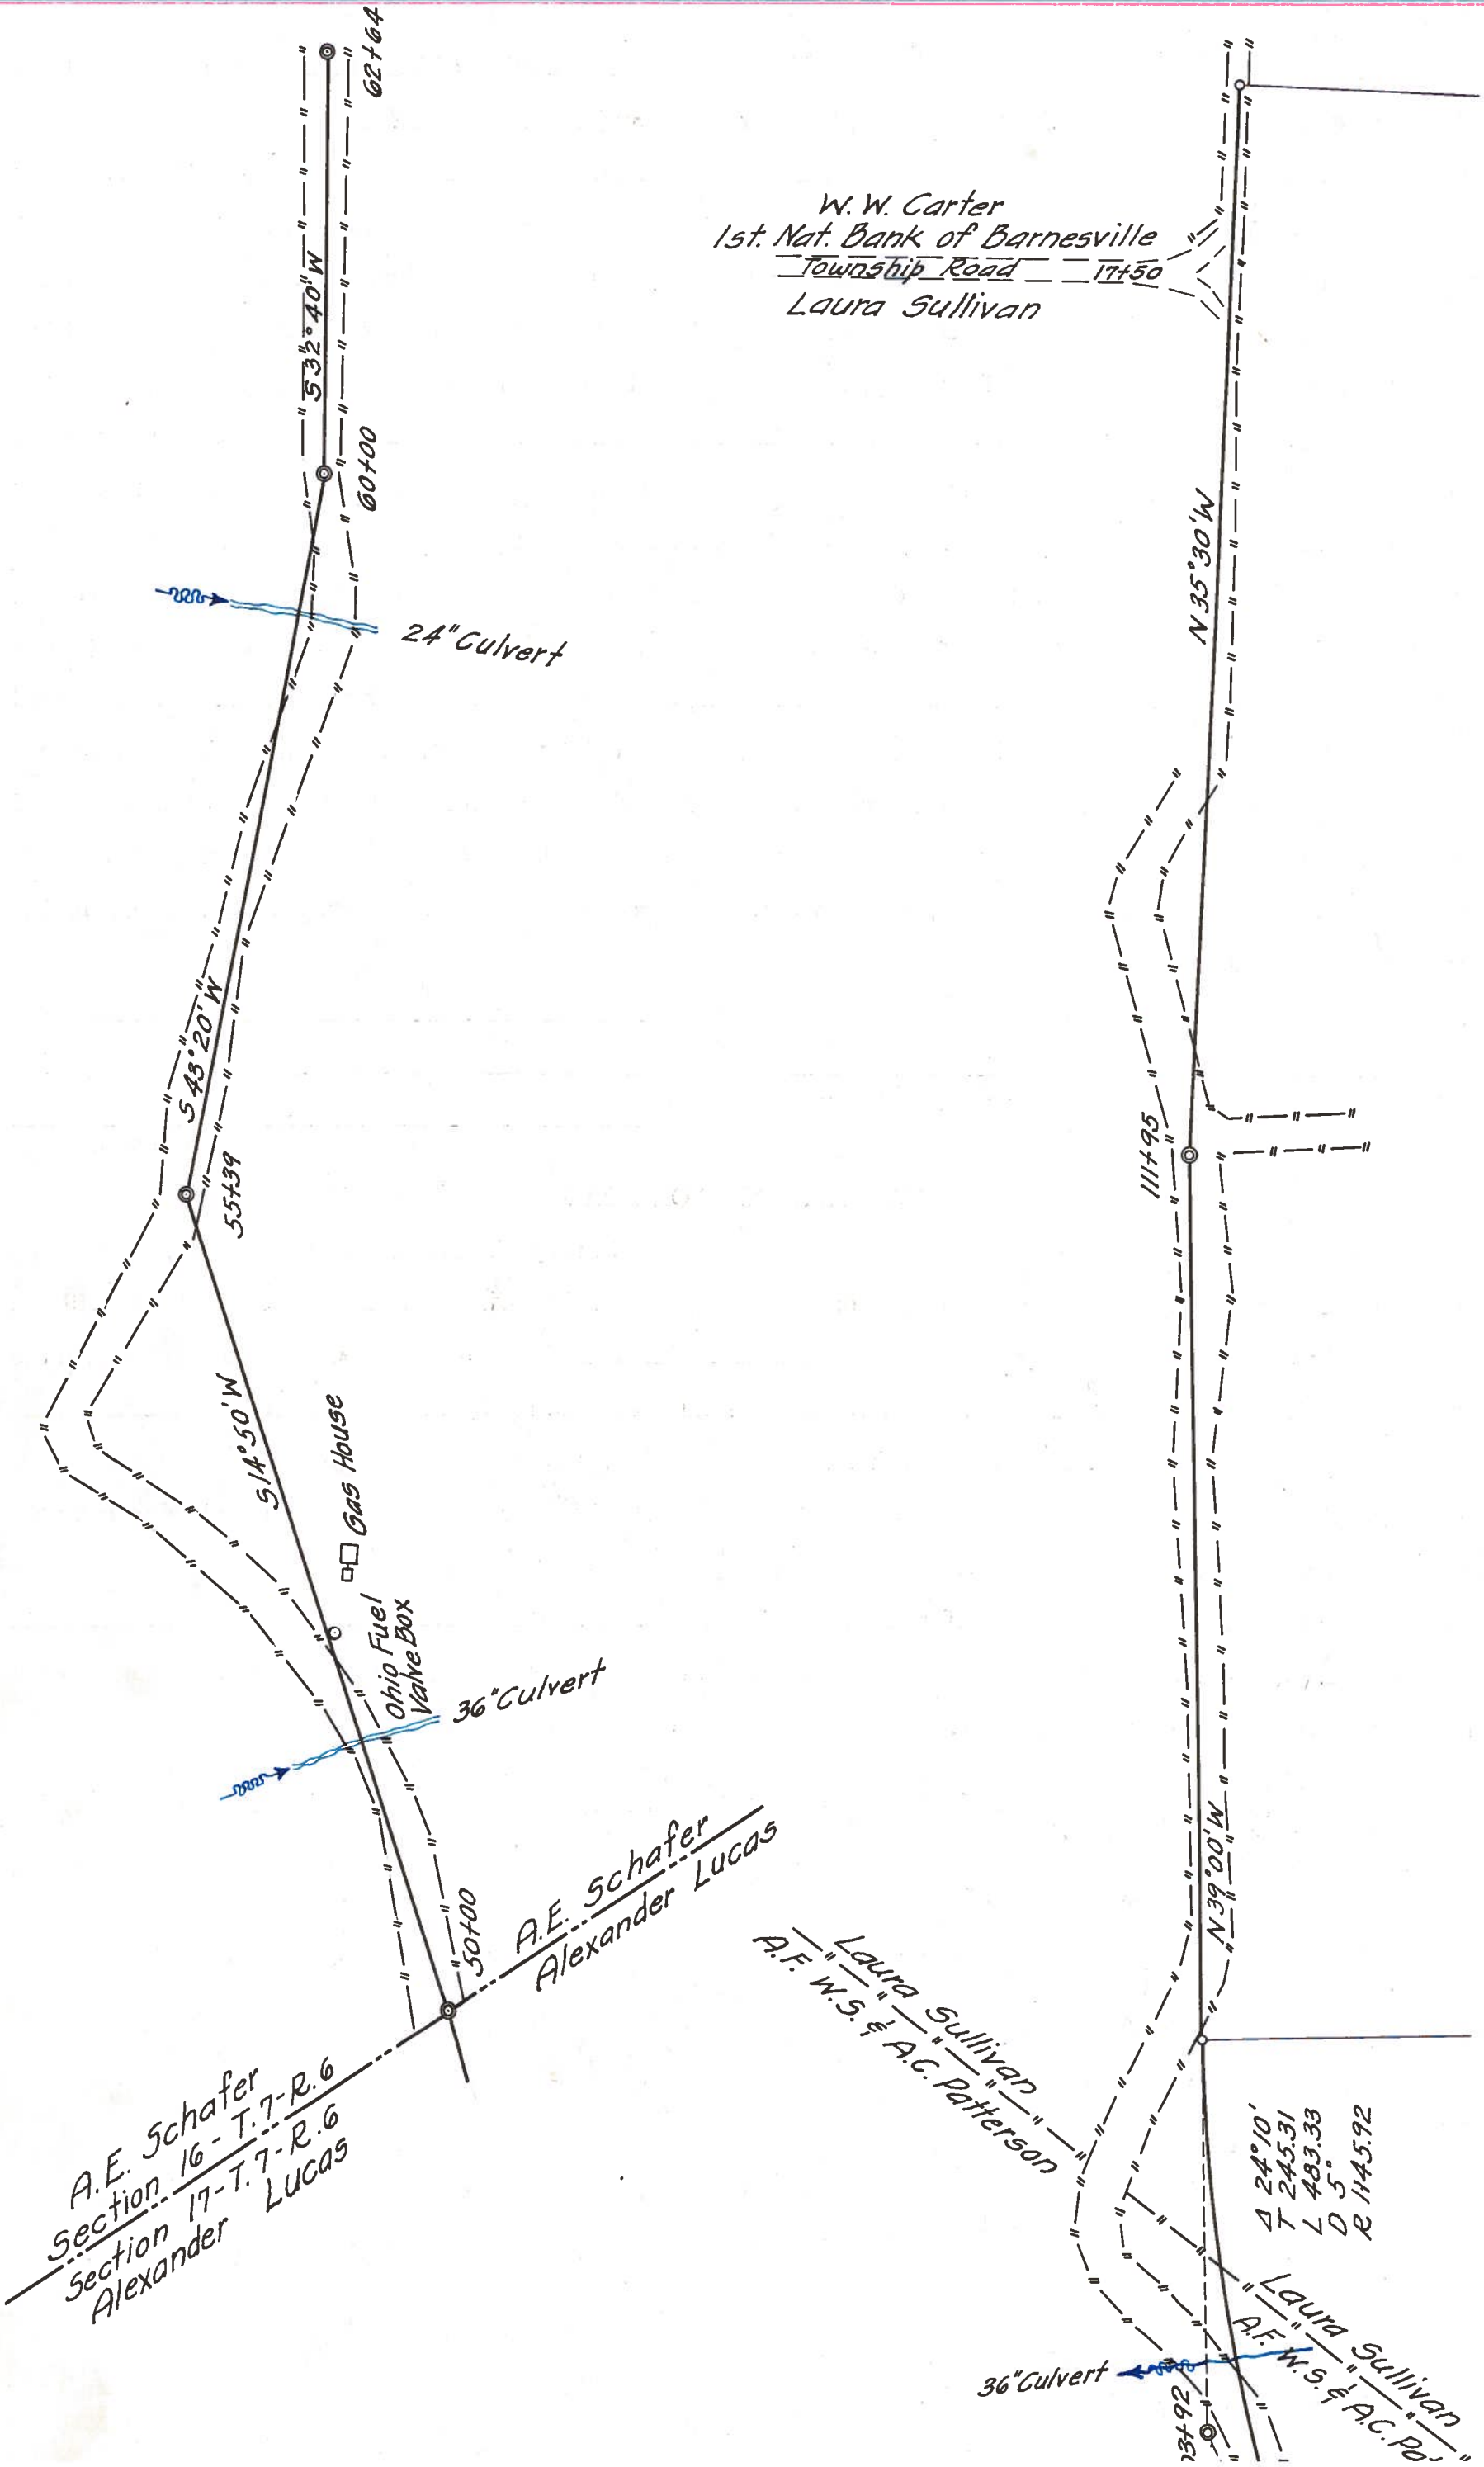 62+64
S 32° 40' W
60+00
24" Culvert
S 43° 20' W
55+39
S 14° 50' W
Gas House
Ohio Fuel
Valve Box
36" Culvert
50+00
A.E. Schafer
Alexander Lucas
A.E. Schafer
Section 16 - T. 7 - R. 6
Section 17 - T. 7 - R. 6
Alexander Lucas
W. W. Carter
1st. Nat. Bank of Barnesville
Township Road 17+50
Laura Sullivan
N 35° 30' W
111+95
N 39° 00' W
Laura Sullivan
A.F. W.S. & A.C. Patterson
Δ 24° 10'
T 245.31
L 483.33
D 5°
R 1145.92
Laura Sullivan
A.F. W.S. & A.C. Pa
36" Culvert
3+92